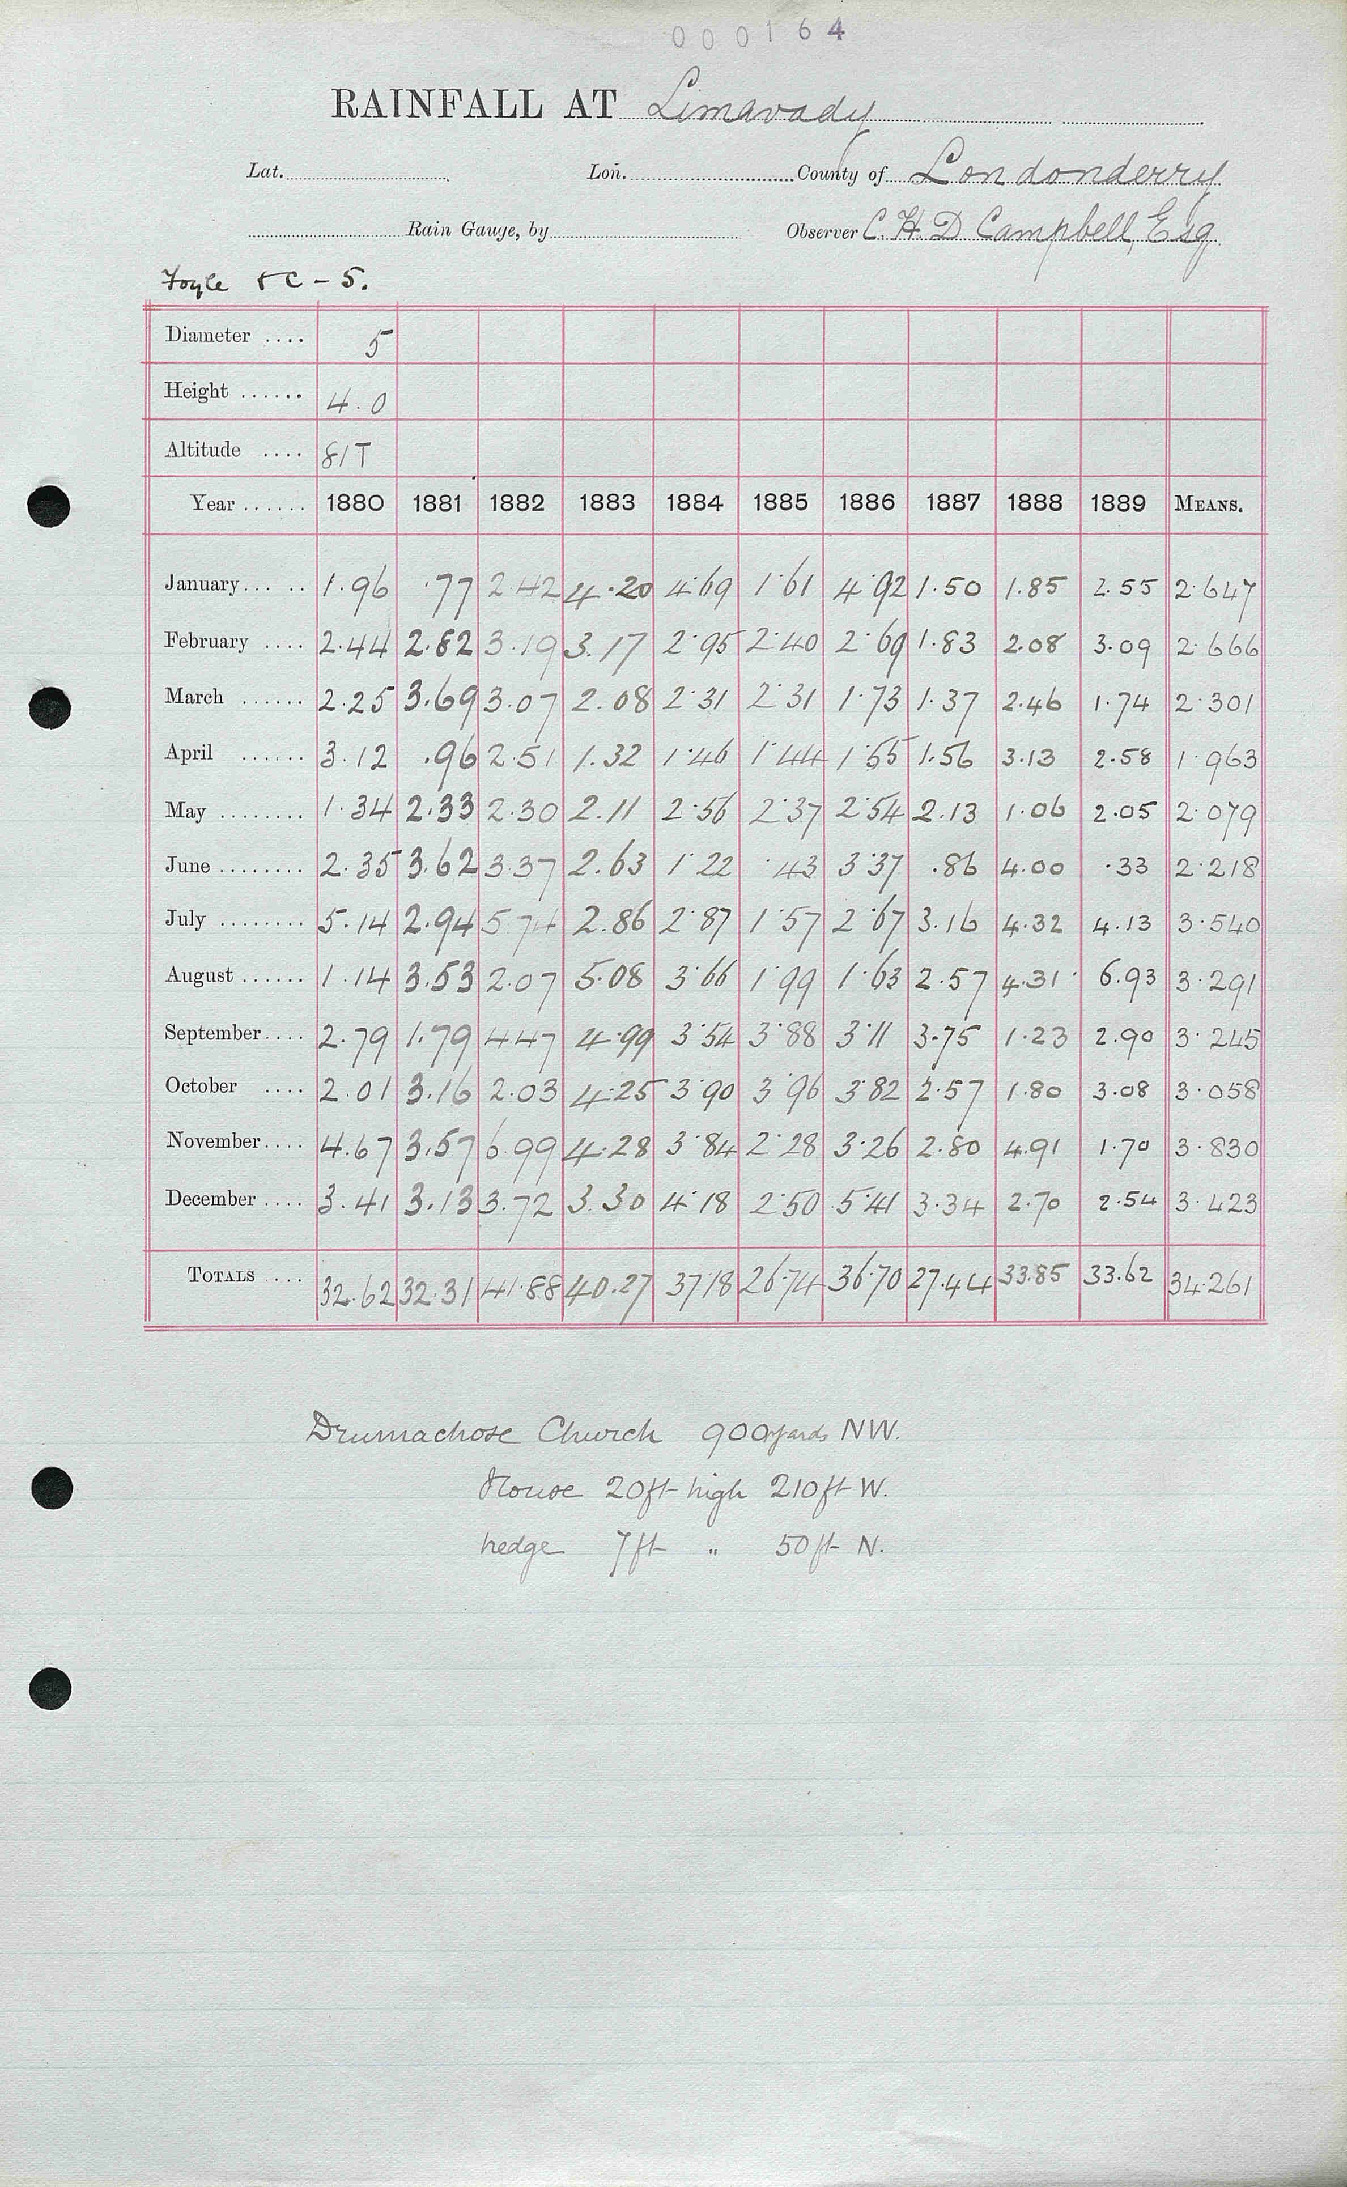 000164
RAINFALL AT Limavady
Lat. Lon. County of Londonderry
Rain Gauge, by Observer C. H. D Campbell, Esq
Foyle & C - 5.
Diameter .... 5
Height ...... 4.0
Altitude .... 81T
Year ...... 1880 1881 1882 1883 1884 1885 1886 1887 1888 1889 MEANS.
January... .. 1.96 .77 2.42 4.20 4.69 1.61 4.92 1.50 1.85 2.55 2.647
February .... 2.44 2.82 3.19 3.17 2.95 2.40 2.69 1.83 2.08 3.09 2.666
March ...... 2.25 3.69 3.07 2.08 2.31 2.31 1.73 1.37 2.46 1.74 2.301
April ...... 3.12 .96 2.51 1.32 1.46 1.44 1.55 1.56 3.13 2.58 1.963
May ........ 1.34 2.33 2.30 2.11 2.56 2.37 2.54 2.13 1.06 2.05 2.079
June ........ 2.35 3.62 3.37 2.63 1.22 .43 3.37 .86 4.00 .33 2.218
July ........ 5.14 2.94 5.74 2.86 2.87 1.57 2.67 3.16 4.32 4.13 3.540
August ...... 1.14 3.53 2.07 5.08 3.66 1.99 1.63 2.57 4.31 6.93 3.291
September.... 2.79 1.79 4.47 4.99 3.54 3.88 3.11 3.75 1.23 2.90 3.245
October .... 2.01 3.16 2.03 4.25 3.90 3.96 3.82 2.57 1.80 3.08 3.058
November.... 4.67 3.57 6.99 4.28 3.84 2.28 3.26 2.80 4.91 1.70 3.830
December .... 3.41 3.13 3.72 3.30 4.18 2.50 5.41 3.34 2.70 2.54 3.423
TOTALS .... 32.62 32.31 41.88 40.27 37.18 26.74 36.70 27.44 33.85 33.62 34.261
Drumachose Church 900 yards NW.
House 20ft high 210ft W.
hedge 7ft " 50ft N.